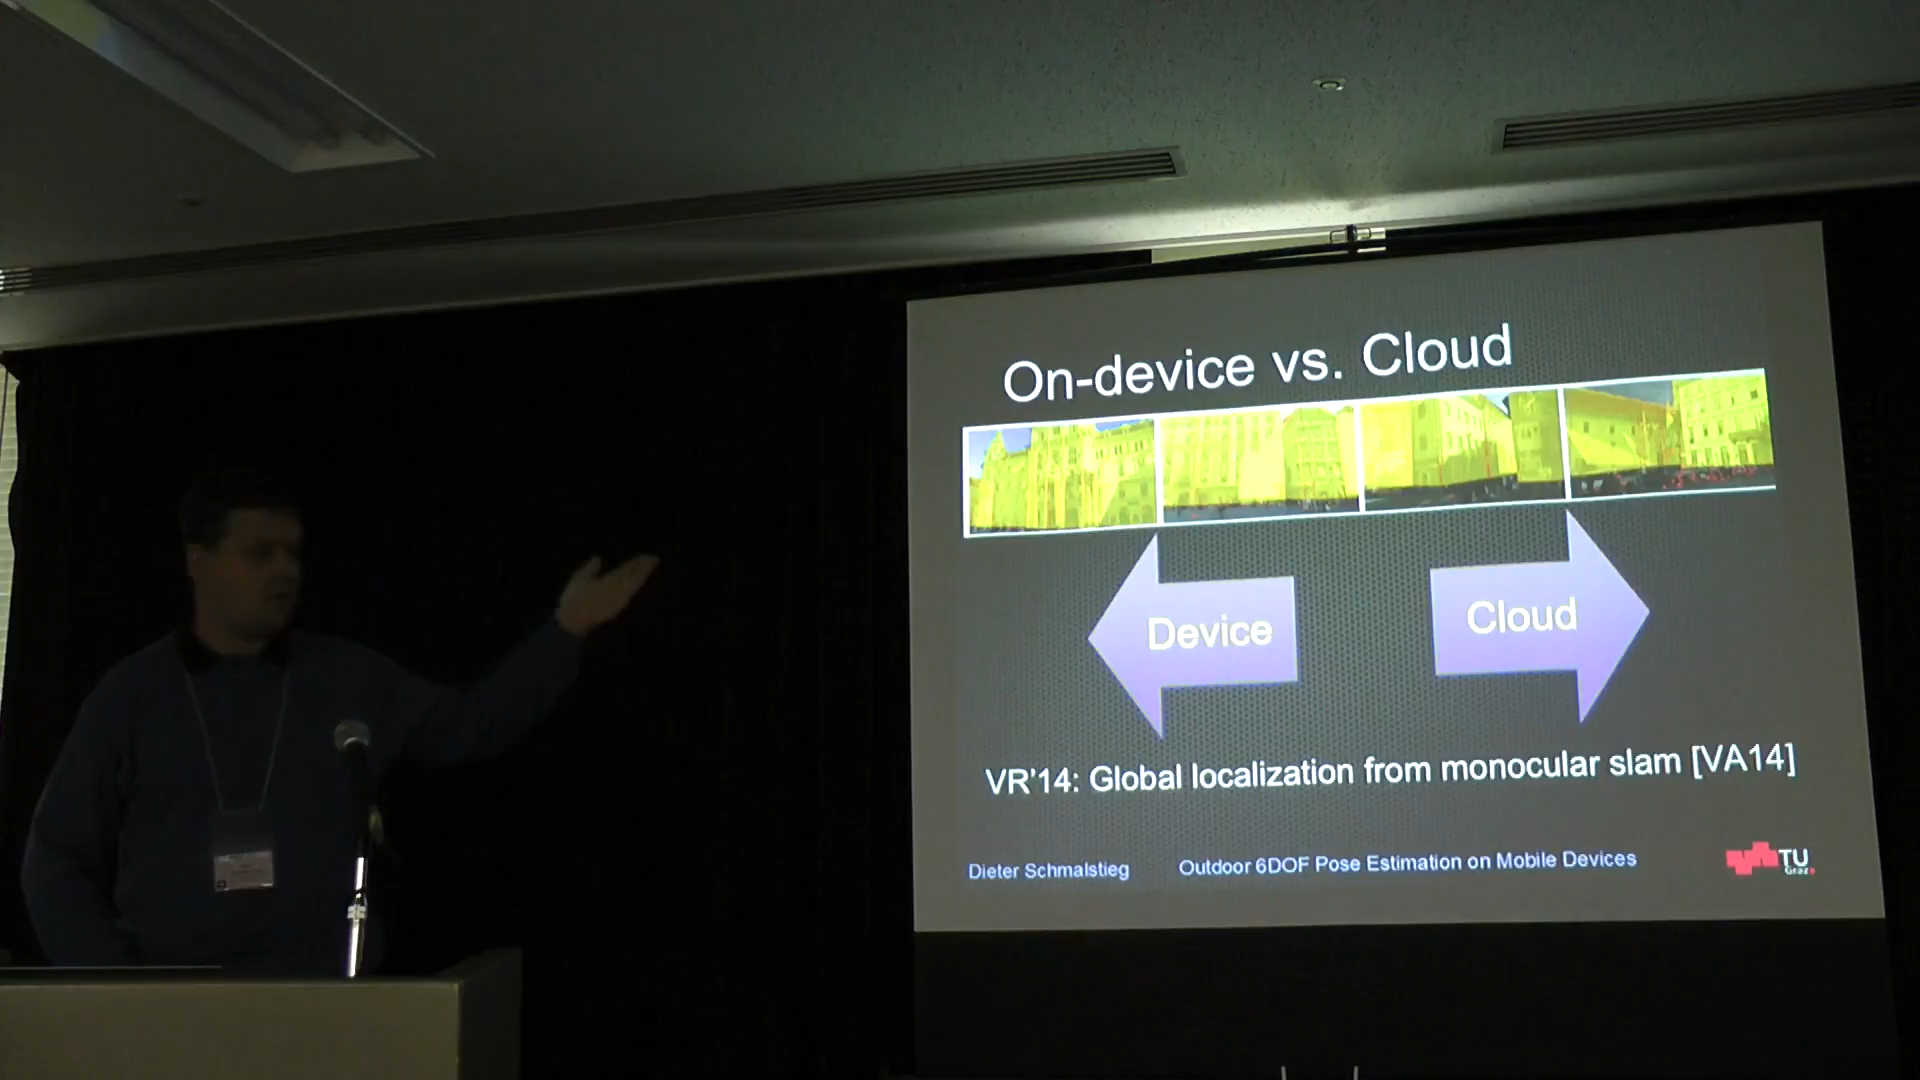 On-device vs. Cloud
Device
Cloud
VR'14: Global localization from monocular slam [VA14]
Dieter Schmalstieg
Outdoor 6DOF Pose Estimation on Mobile Devices
TU
Graz